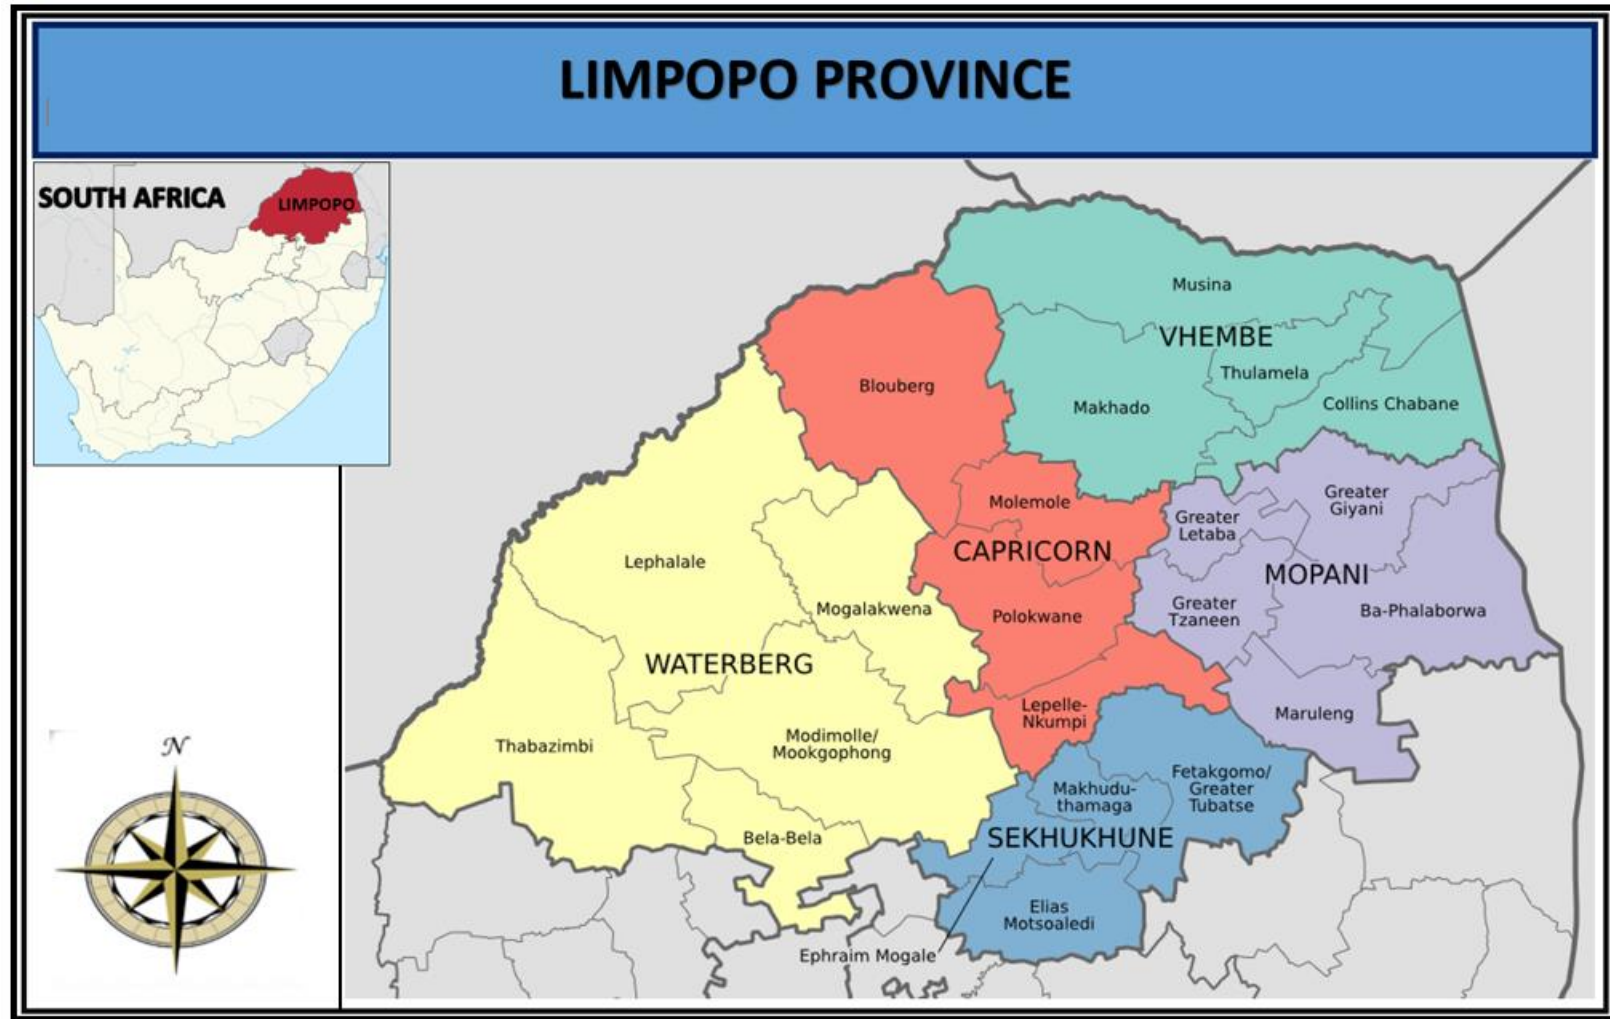 LIMPOPO PROVINCE
SOUTH AFRICA
LIMPOPO
Musina
VHEMBE
Thulamela
Blouberg
Makhado
Collins Chabane
Molemole
Greater
Giyani
Greater
Letaba
CAPRICORN
Lephalale
MOPANI
Mogalakwena
Polokwane
Greater
Tzaneen
Ba-Phalaborwa
WATERBERG
Lepelle-
Nkumpi
Maruleng
Thabazimbi
Modimolle/
Mookgophong
Makhudu-
thamaga
Fetakgomo/
Greater
Tubatse
Bela-Bela
SEKHUKHUNE
Elias
Motsoaledi
Ephraim Mogale
N